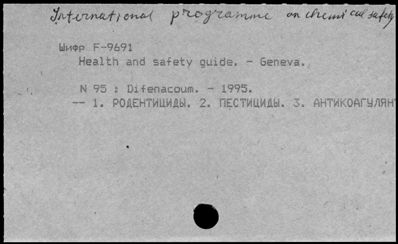 International programme on chemical safety
Шифр F-9691
Health and safety guide. - Geneva.
N 95 : Difenacoum. - 1995.
-- 1. РОДЕНТИЦИДЫ. 2. ПЕСТИЦИДЫ. 3. АНТИКОАГУЛЯНТ